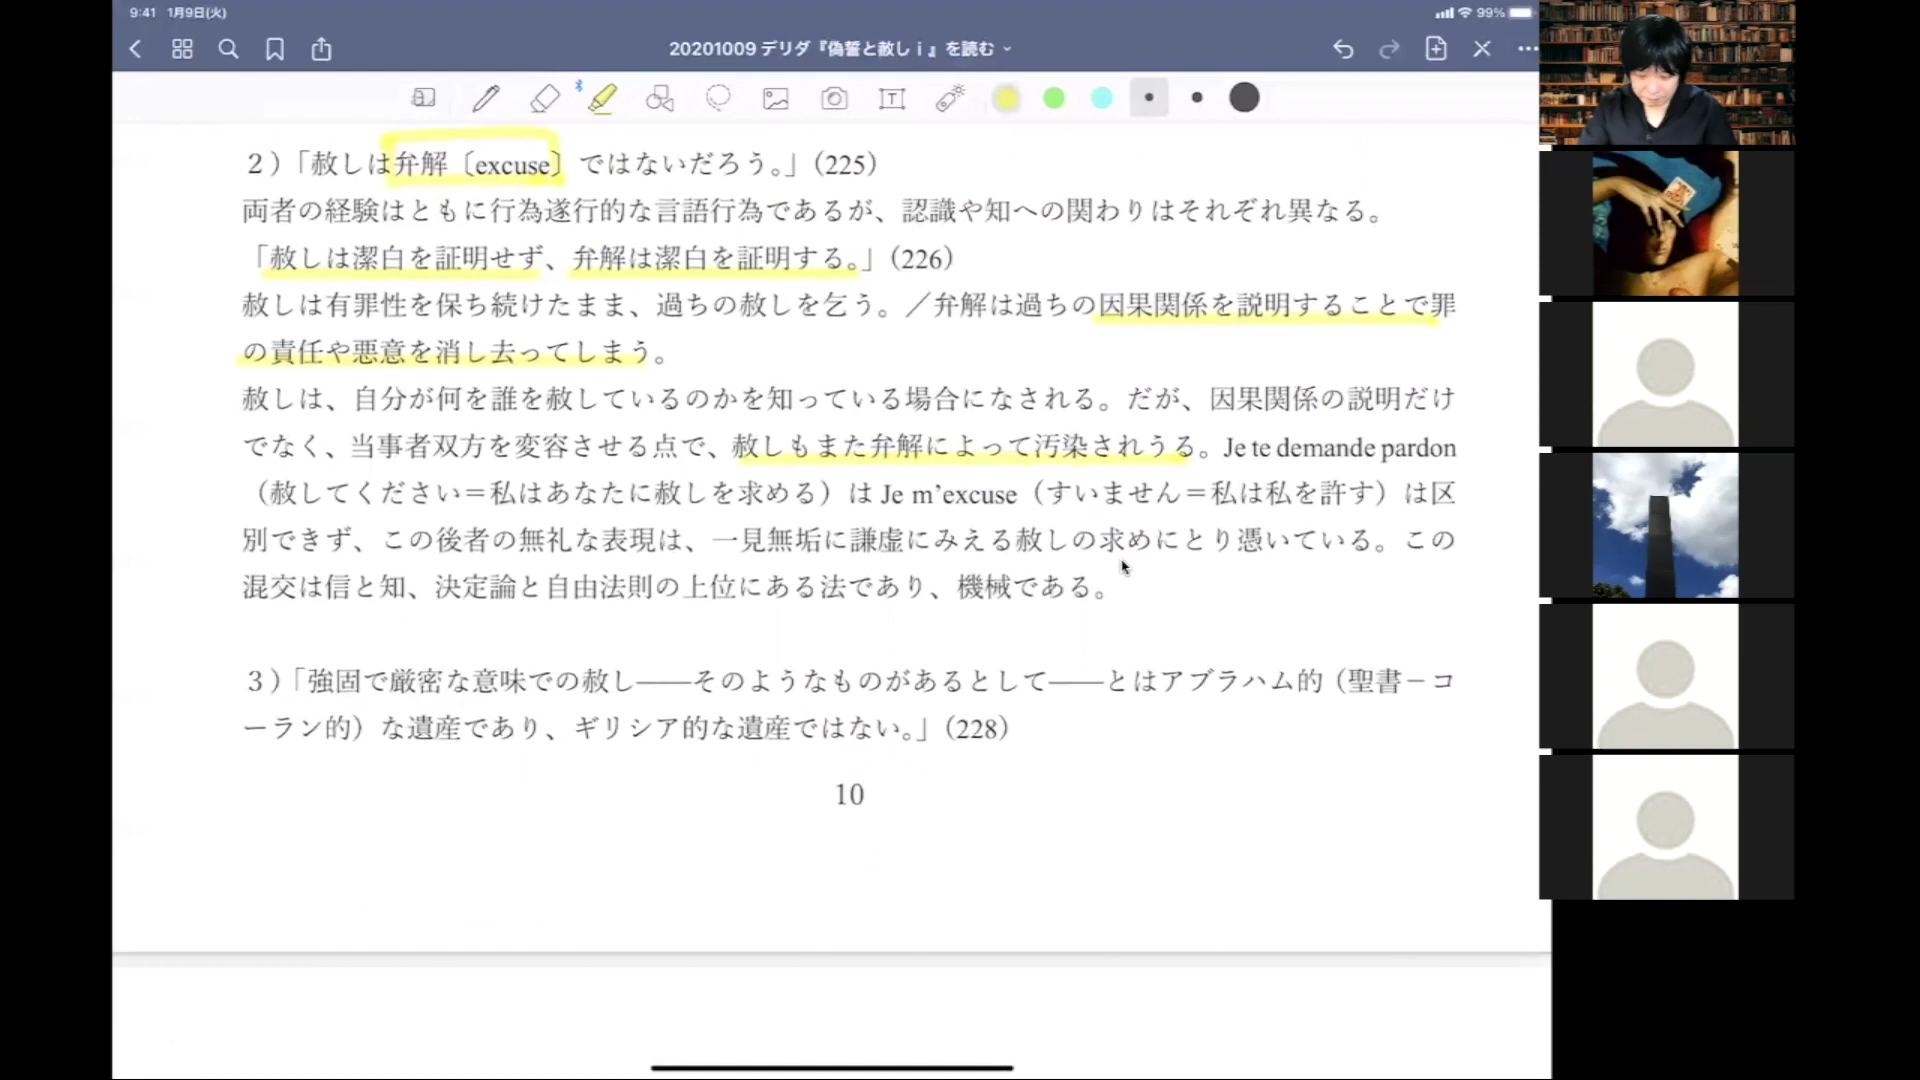 9:41 1月9日(火)
99%
20201009 デリダ『偽誓と赦しⅰ』を読む
2）「赦しは弁解〔excuse〕ではないだろう。」（225）
両者の経験はともに行為遂行的な言語行為であるが、認識や知への関わりはそれぞれ異なる。
「赦しは潔白を証明せず、弁解は潔白を証明する。」（226）
赦しは有罪性を保ち続けたまま、過ちの赦しを乞う。／弁解は過ちの因果関係を説明することで罪
の責任や悪意を消し去ってしまう。
赦しは、自分が何を誰を赦しているのかを知っている場合になされる。だが、因果関係の説明だけ
でなく、当事者双方を変容させる点で、赦しもまた弁解によって汚染されうる。Je te demande pardon
（赦してください＝私はあなたに赦しを求める）は Je m’excuse（すいません＝私は私を許す）は区
別できず、この後者の無礼な表現は、一見無垢に謙虚にみえる赦しの求めにとり憑いている。この
混交は信と知、決定論と自由法則の上位にある法であり、機械である。
3）「強固で厳密な意味での赦し――そのようなものがあるとして――とはアブラハム的（聖書－コ
ーラン的）な遺産であり、ギリシア的な遺産ではない。」（228）
10